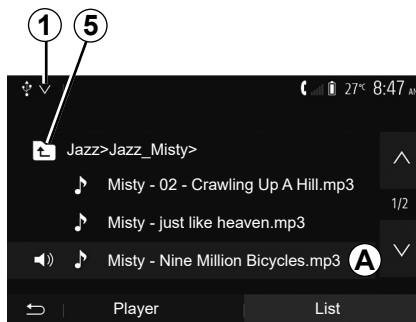 1 5
27°C 8:47 AM
Jazz>Jazz_Misty>
Misty - 02 - Crawling Up A Hill.mp3
1/2
Misty - just like heaven.mp3
Misty - Nine Million Bicycles.mp3 A
Player List